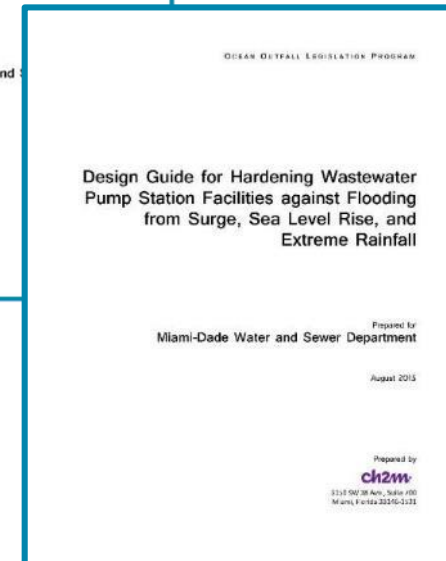 nd
OCEAN OUTFALL LEGISLATION PROGRAM
Design Guide for Hardening Wastewater
Pump Station Facilities against Flooding
from Surge, Sea Level Rise, and
Extreme Rainfall
Prepared for
Miami-Dade Water and Sewer Department
August 2015
Prepared by
ch2m
Miami, Florida